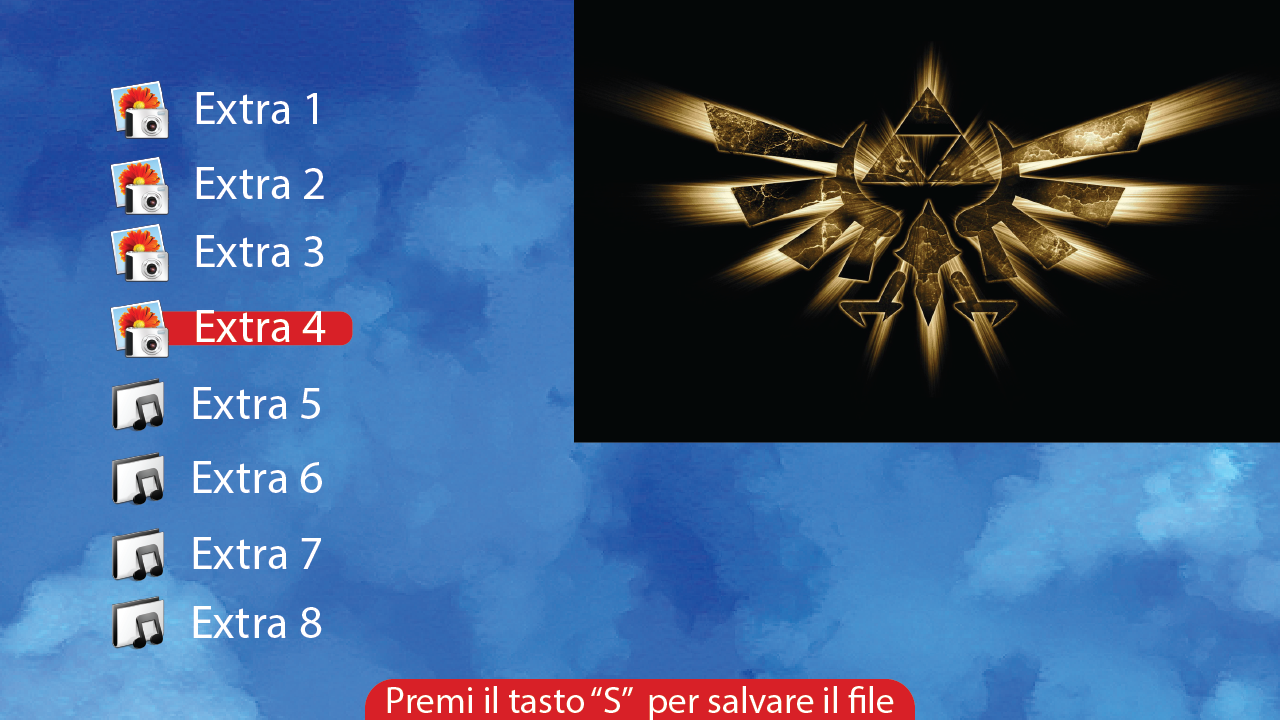 Extra 1
Extra 2
Extra 3
Extra 4
Extra 5
Extra 6
Extra 7
Extra 8
Premi il tasto “S” per salvare il file